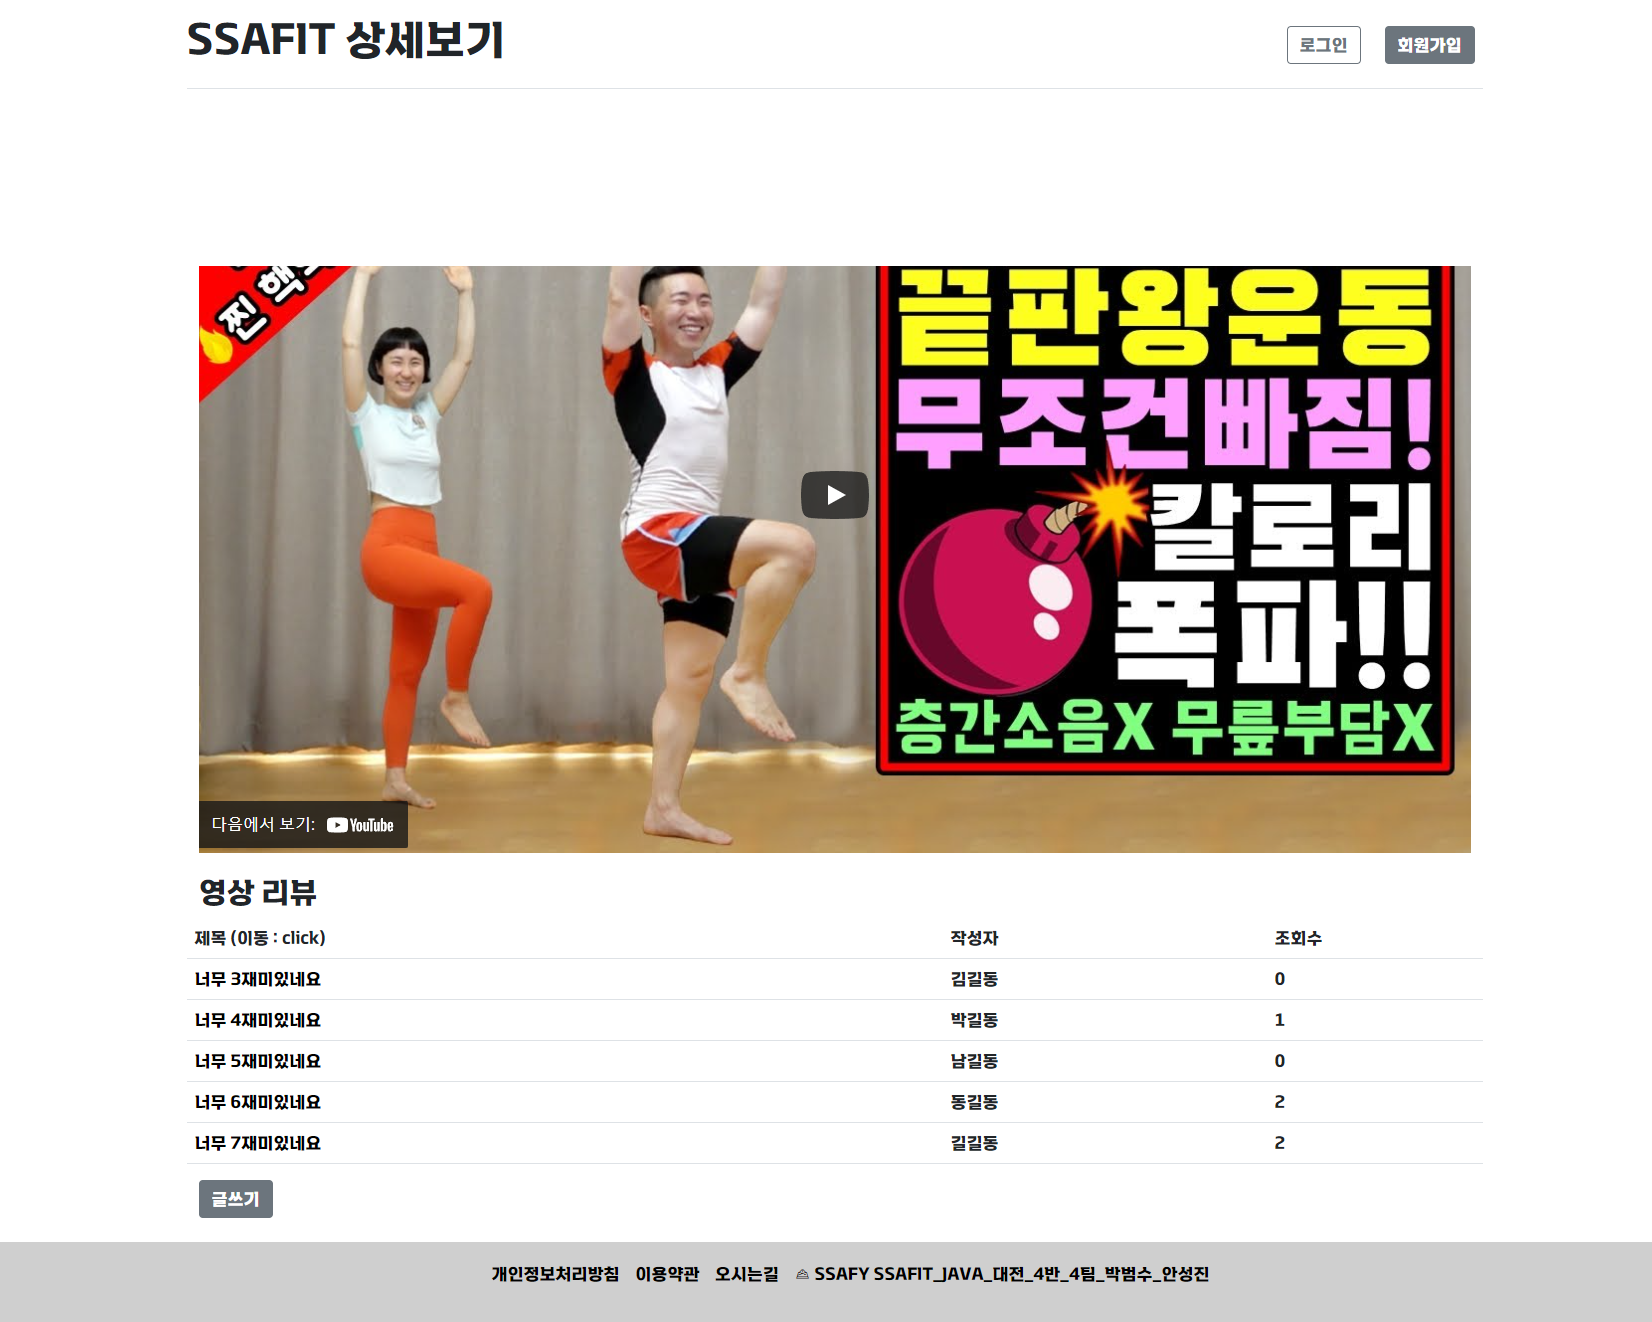 SSAFIT 상세보기
로그인 회원가입
찐 핵
끝판왕운동
무조건빠짐!
칼로리
폭파!!
층간소음X 무릎부담X
다음에서 보기: YouTube
영상 리뷰
제목 (이동 : click) 작성자 조회수
너무 3재미있네요 김길동 0
너무 4재미있네요 박길동 1
너무 5재미있네요 남길동 0
너무 6재미있네요 동길동 2
너무 7재미있네요 길길동 2
글쓰기
개인정보처리방침 이용약관 오시는길 SSAFY SSAFIT_JAVA_대전_4반_4팀_박범수_안성진